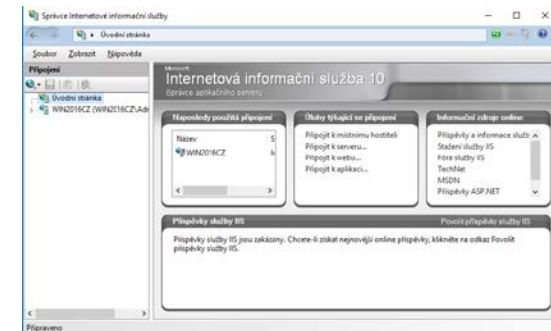 Správce Internetové informační služby
Úvodní stránka
Soubor Zobrazit Nápověda
Připojení
Úvodní stránka
WIN2016CZ (WIN2016CZ\Adr
Microsoft
Internetová informační služba 10
Správce aplikačního serveru
Naposledy použitá připojení
Název S
WIN2016CZ
Úlohy týkající se připojení
Připojit k místnímu hostiteli
Připojit k serveru...
Připojit k webu...
Připojit k aplikaci...
Informační zdroje online
Příspěvky a informace služb
Stažení služby IIS
Fóra služby IIS
TechNet
MSDN
Příspěvky ASP.NET
Příspěvky služby IIS
Povolit příspěvky služby IIS
Příspěvky služby IIS jsou zakázány. Chcete-li získat nejnovější online příspěvky, klikněte na odkaz Povolit
příspěvky služby IIS.
Připraveno